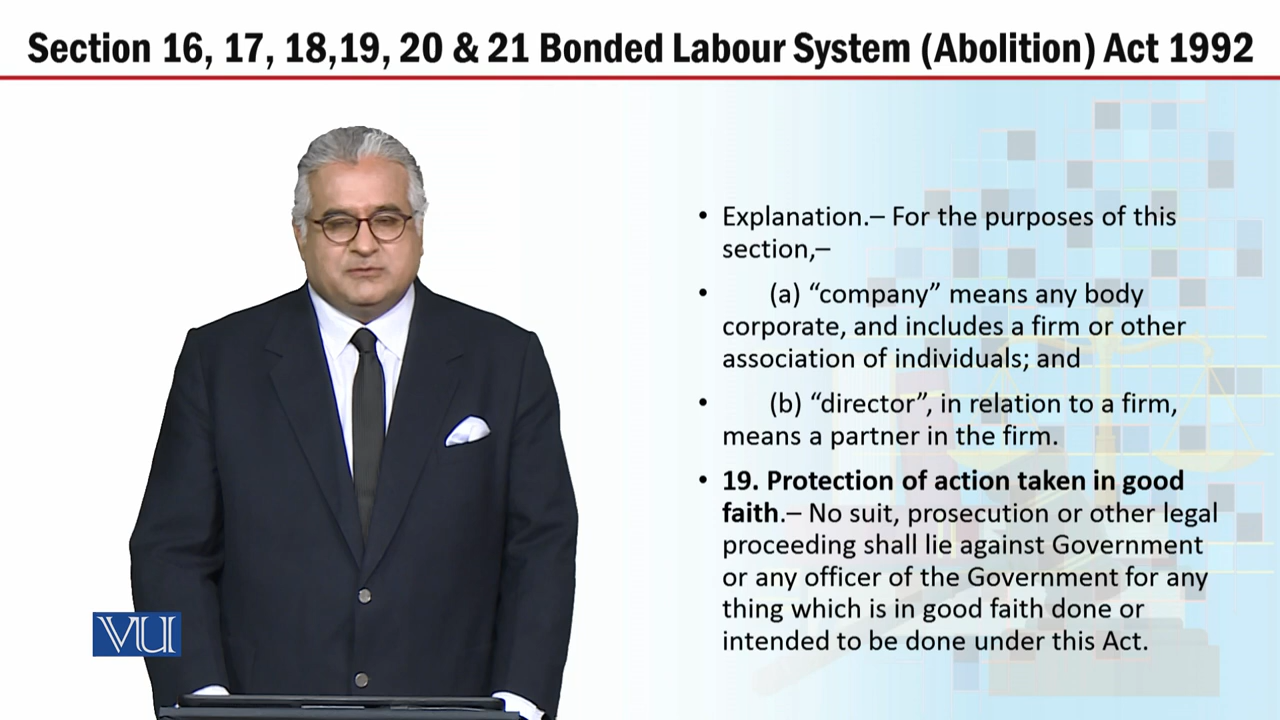 Section 16, 17, 18,19, 20 & 21 Bonded Labour System (Abolition) Act 1992
• Explanation.– For the purposes of this
section,–
• (a) “company” means any body
corporate, and includes a firm or other
association of individuals; and
• (b) “director”, in relation to a firm,
means a partner in the firm.
• 19. Protection of action taken in good
faith.– No suit, prosecution or other legal
proceeding shall lie against Government
or any officer of the Government for any
thing which is in good faith done or
intended to be done under this Act.
VU